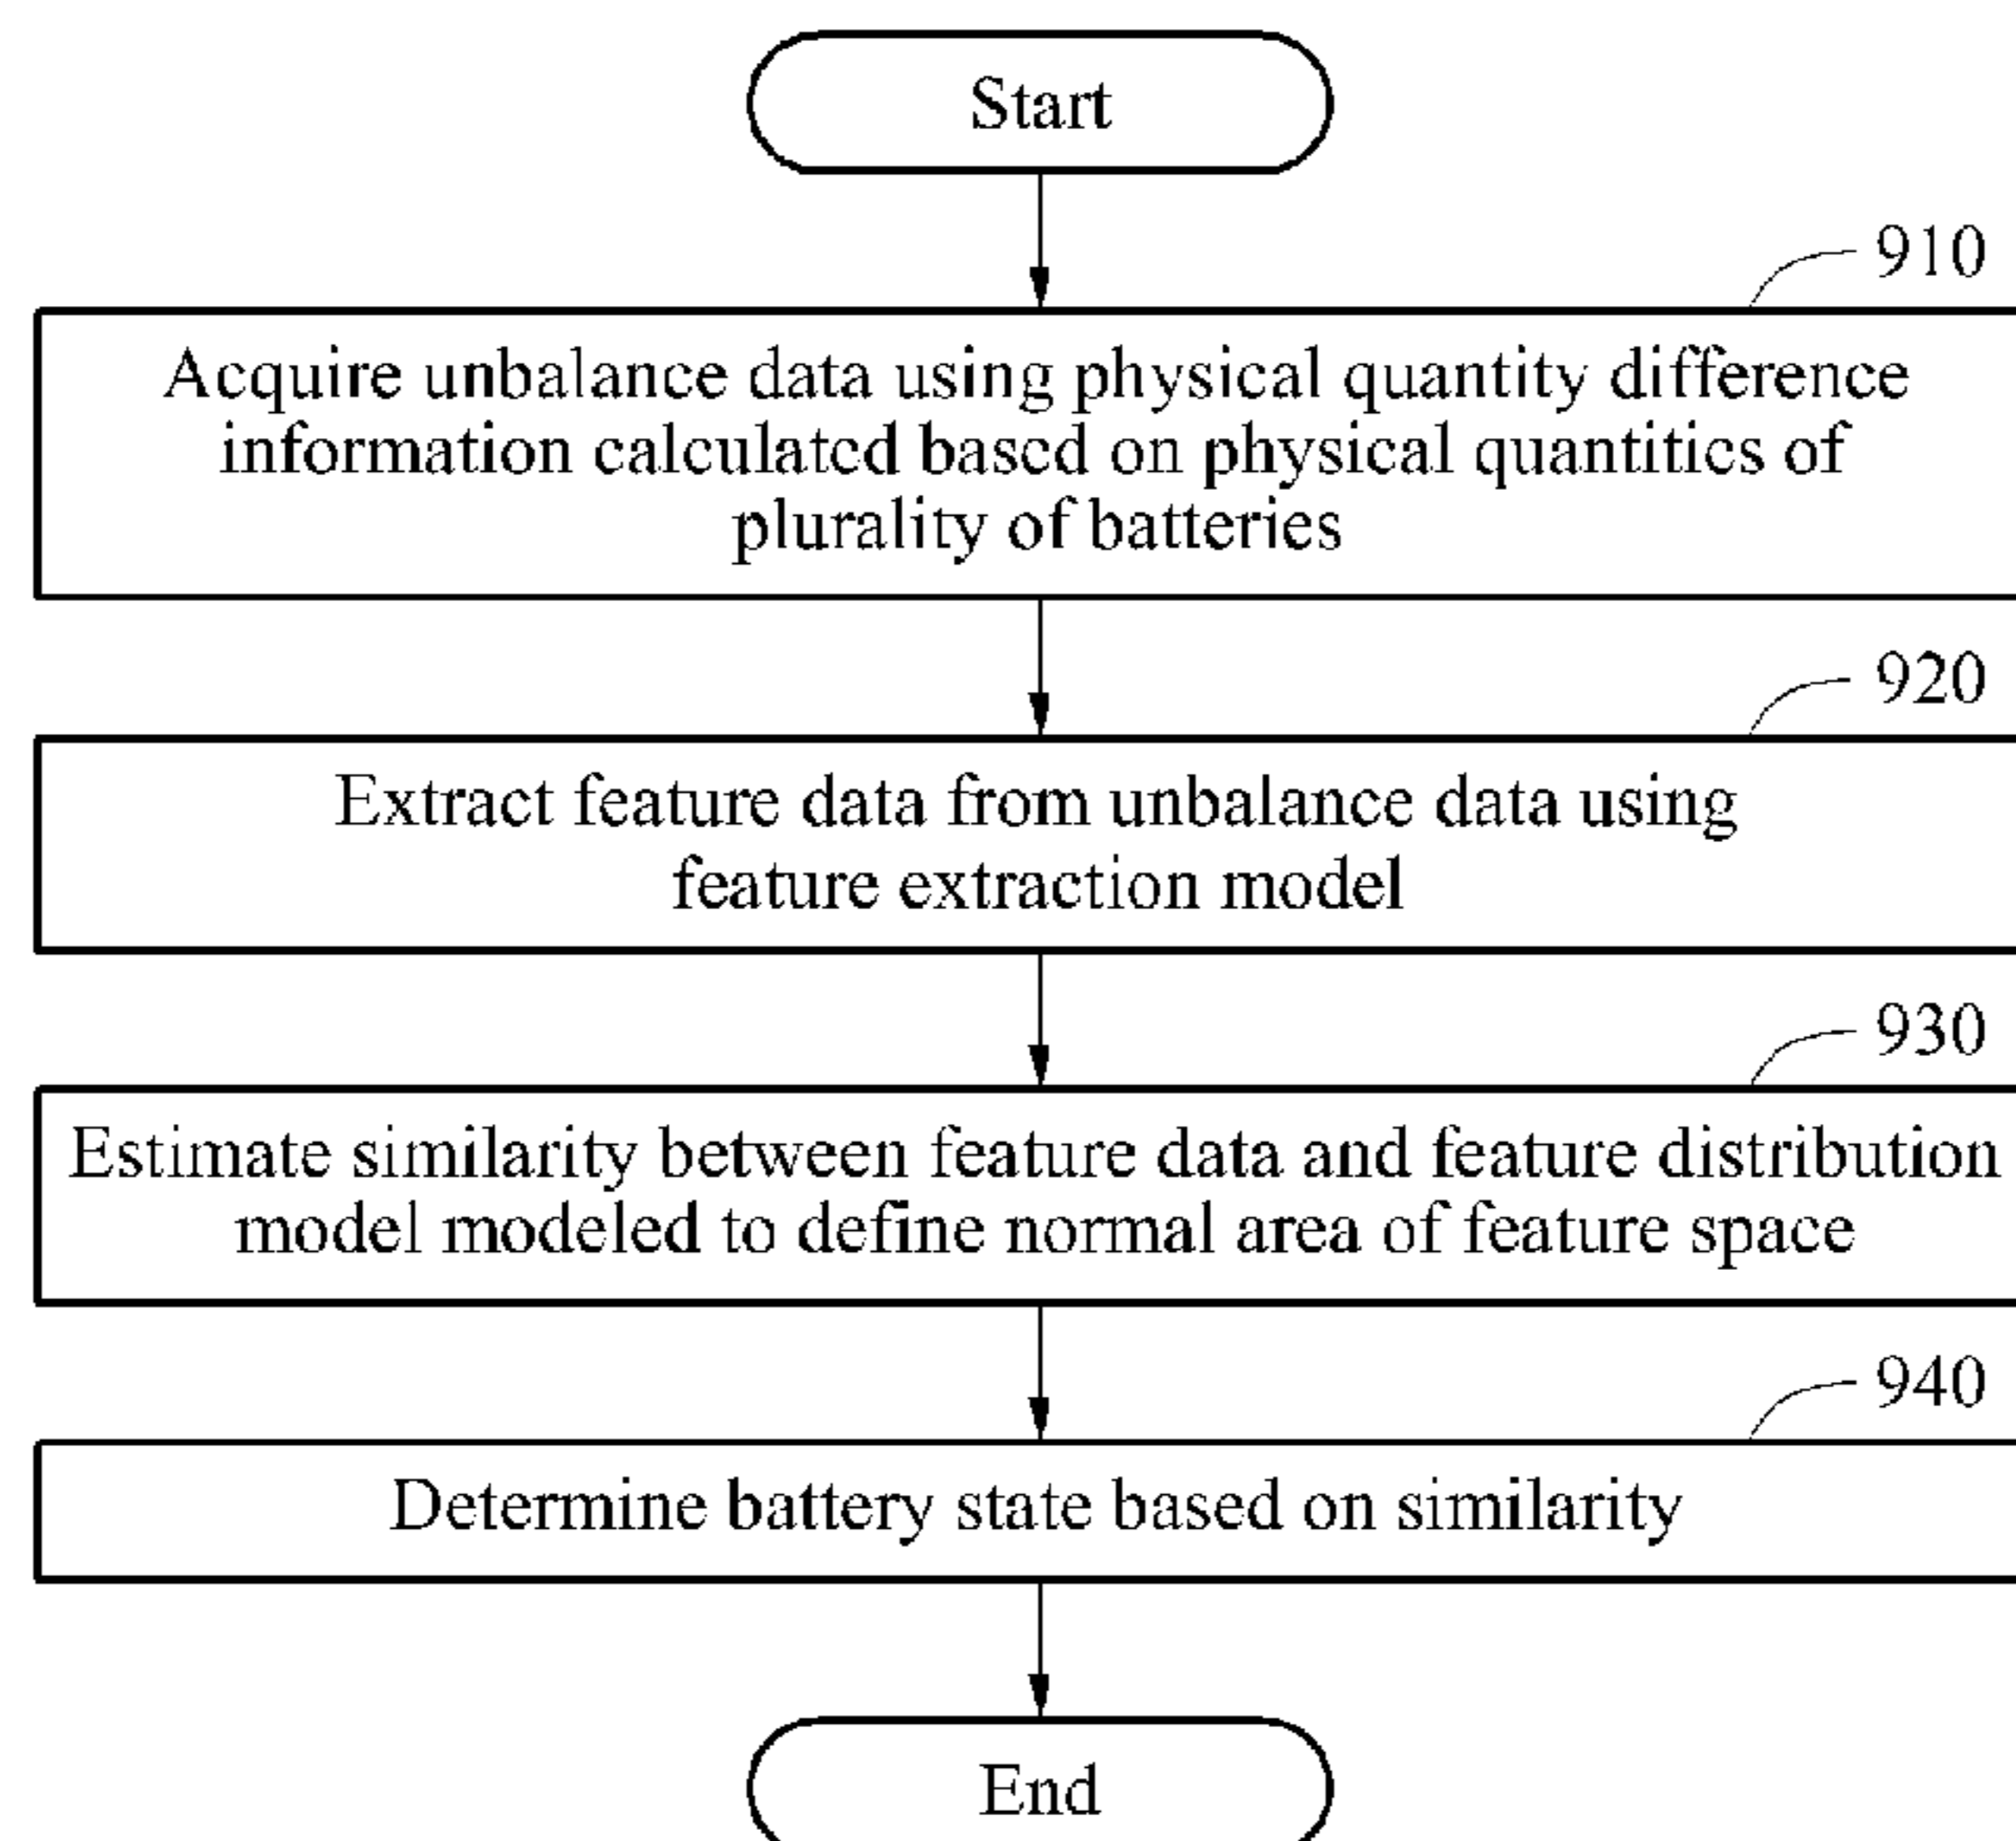 Start
910
Acquire unbalance data using physical quantity difference
information calculated based on physical quantities of
plurality of batteries
920
Extract feature data from unbalance data using
feature extraction model
930
Estimate similarity between feature data and feature distribution
model modeled to define normal area of feature space
940
Determine battery state based on similarity
End